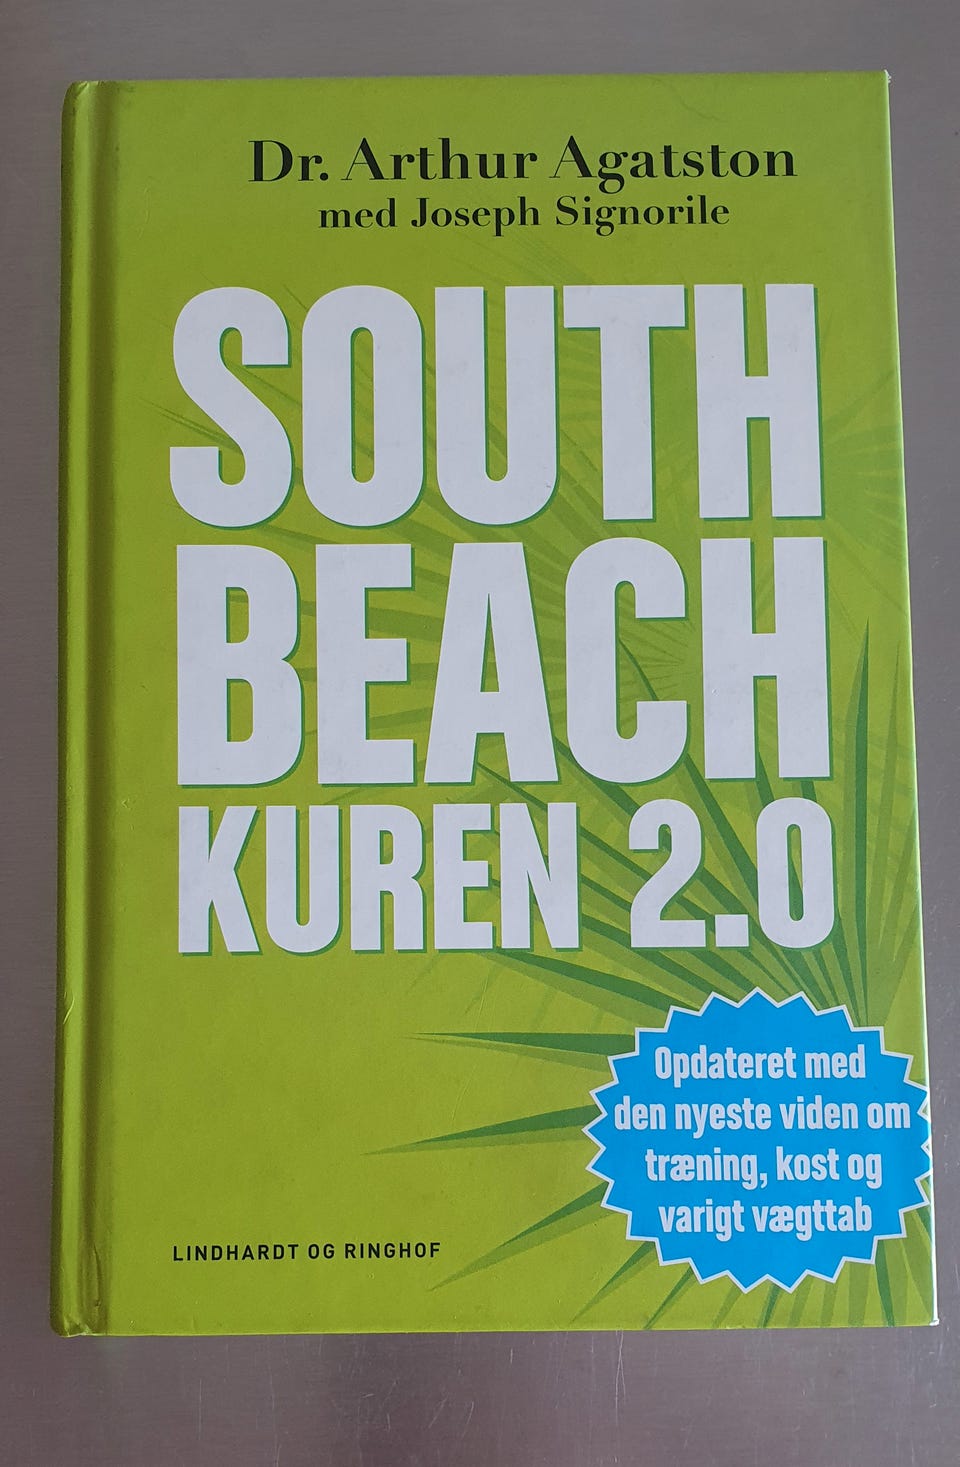 Dr. Arthur Agatston
med Joseph Signorile
SOUTH
BEACH
KUREN 2.0
Opdateret med
den nyeste viden om
træning, kost og
varigt vægttab
LINDHARDT OG RINGHOF